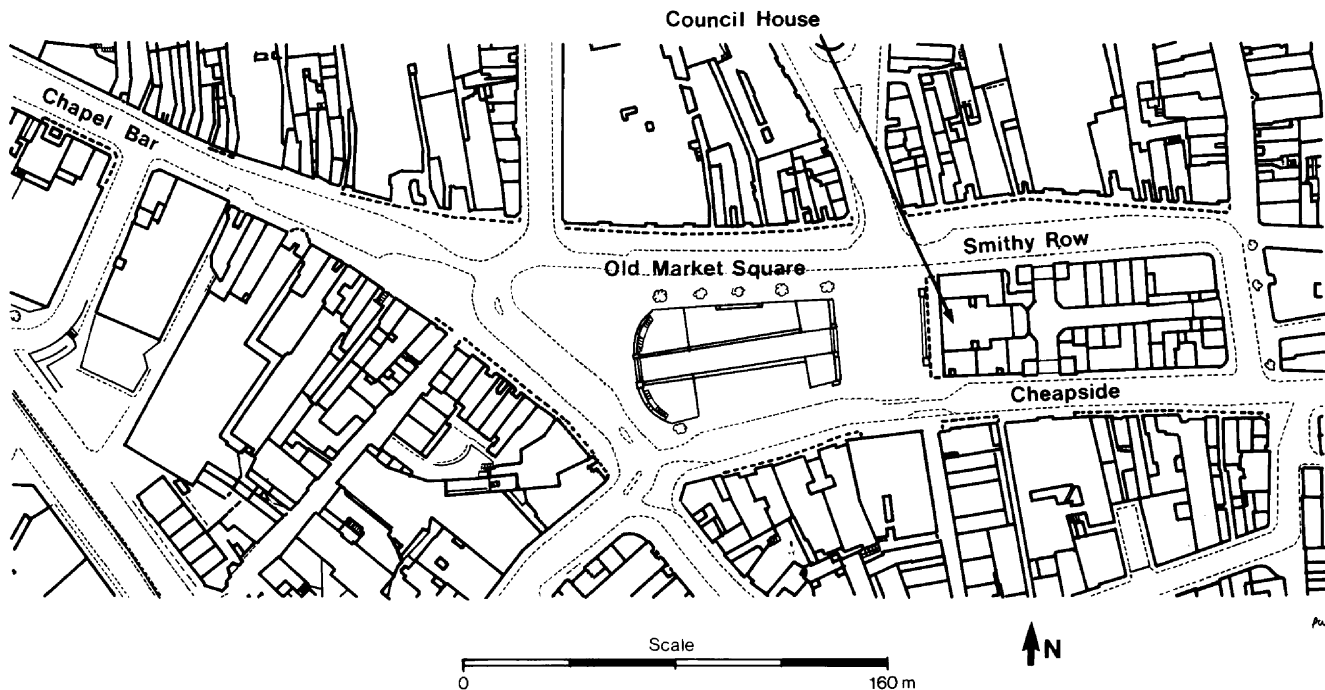 Council House
Chapel Bar
Smithy Row
Old Market Square
Cheapside
Scale
0 160 m
N